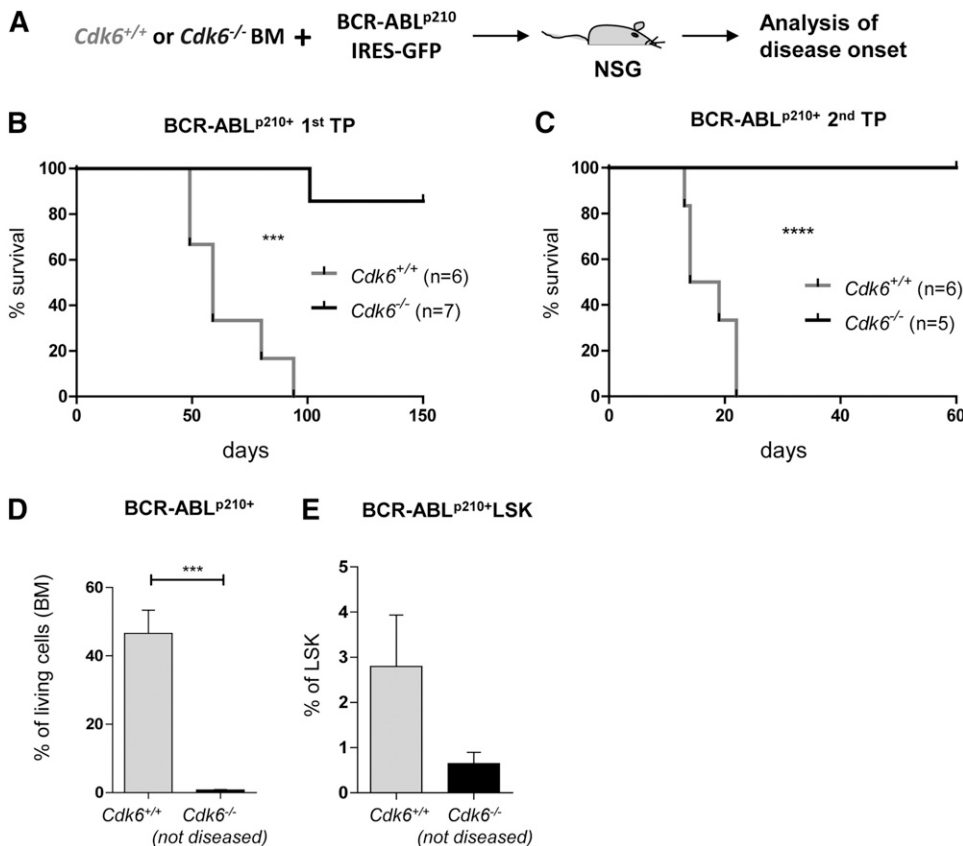 A
Cdk6+/+ or Cdk6-/- BM + BCR-ABLp210 IRES-GFP
NSG
Analysis of disease onset
B
BCR-ABLp210+ 1st TP
% survival
100
80
60
40
20
0
***
Cdk6+/+ (n=6)
Cdk6-/- (n=7)
0 50 100 150
days
C
BCR-ABLp210+ 2nd TP
% survival
100
80
60
40
20
0
****
Cdk6+/+ (n=6)
Cdk6-/- (n=5)
0 20 40 60
days
D
BCR-ABLp210+
% of living cells (BM)
60
40
20
0
***
Cdk6+/+ Cdk6-/-
(not diseased)
E
BCR-ABLp210+LSK
% of LSK
5
4
3
2
1
0
Cdk6+/+ Cdk6-/-
(not diseased)